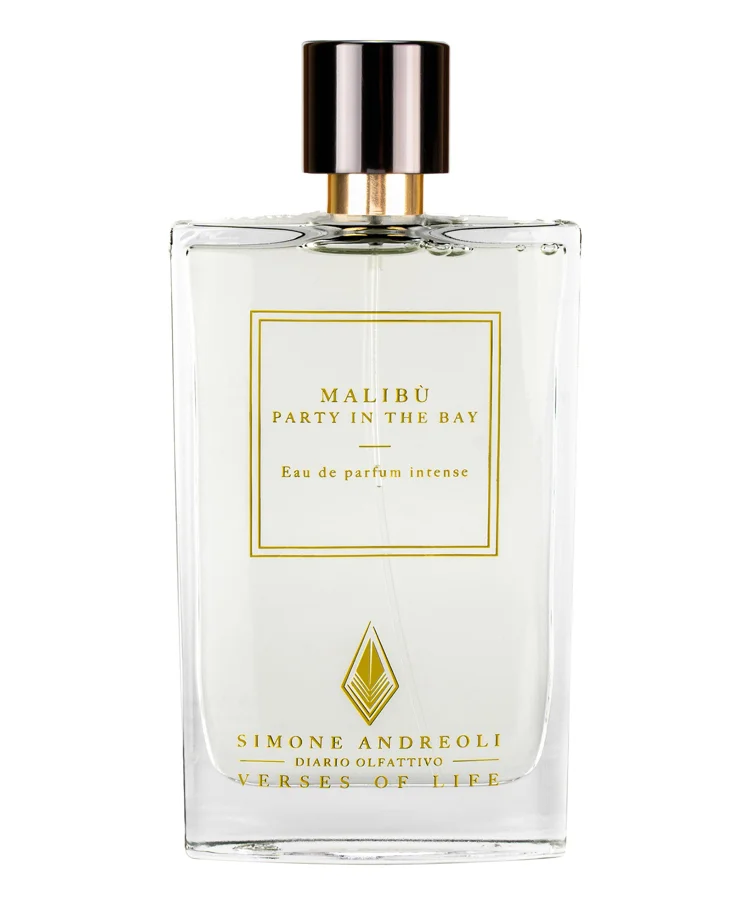 MALIBÙ
PARTY IN THE BAY
Eau de parfum intense
SIMONE ANDREOLI
DIARIO OLFATTIVO
VERSES OF LIFE